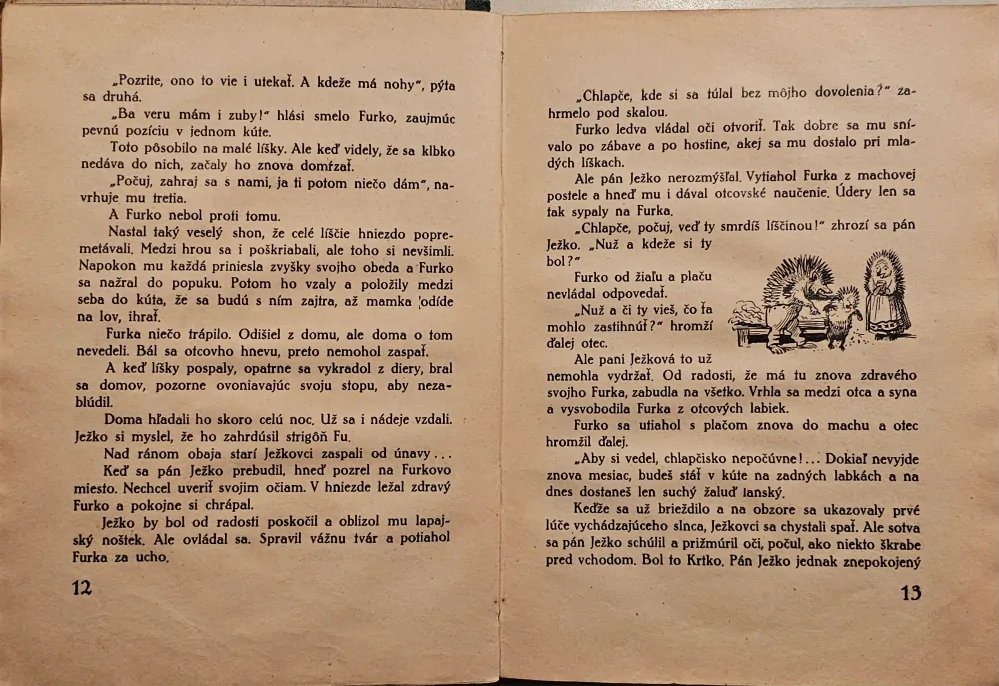 „Pozrite, ono to vie i utekať. A kdeže má nohy“, pýta
sa druhá.
„Ba veru mám i zuby!“ hlási smelo Furko, zaujmúc
pevnú pozíciu v jednom kúte.
Toto pôsobilo na malé líšky. Ale keď videly, že sa klbko
nedáva do nich, začaly ho znova domŕzať.
„Počuj, zahraj sa s nami, ja ti potom niečo dám“, na-
vrhuje mu tretia.
A Furko nebol proti tomu.
Nastal taký veselý shon, že celé líščie hniezdo popre-
metávali. Medzi hrou sa i poškriabali, ale toho si nevšimli.
Napokon mu každá priniesla zvyšky svojho obeda a Furko
sa nažral do popuku. Potom ho vzaly a položily medzi
seba do kúta, že sa budú s ním zajtra, až mamka odíde
na lov, ihrať.
Furka niečo trápilo. Odišiel z domu, ale doma o tom
nevedeli. Bál sa otcovho hnevu, preto nemohol zaspať.
A keď líšky pospaly, opatrne sa vykradol z diery, bral
sa domov, pozorne ovoniavajúc svoju stopu, aby neza-
blúdil.
Doma hľadali ho skoro celú noc. Už sa i nádeje vzdali.
Ježko si myslel, že ho zahrdúsil strigôň Fu.
Nad ránom obaja starí Ježkovci zaspali od únavy...
Keď sa pán Ježko prebudil, hneď pozrel na Furkovo
miesto. Nechcel uveriť svojim očiam. V hniezde ležal zdravý
Furko a pokojne si chrápal.
Ježko by bol od radosti poskočil a oblizol mu lapaj-
ský noštek. Ale ovládal sa. Spravil vážnu tvár a potiahol
Furka za ucho.
12
„Chlapče, kde si sa túlal bez môjho dovolenia?“ za-
hrmelo pod skalou.
Furko ledva vládal oči otvoriť. Tak dobre sa mu sní-
valo po zábave a po hostine, akej sa mu dostalo pri mla-
dých líškach.
Ale pán Ježko nerozmýšľal. Vytiahol Furka z machovej
postele a hneď mu i dával otcovské naučenie. Údery len sa
tak sypaly na Furka.
„Chlapče, počuj, veď ty smrdíš líščinou!“ zhrozí sa pán
Ježko. „Nuž a kdeže si ty
bol?“
Furko od žiaľu a plaču
nevládal odpovedať.
„Nuž a či ty vieš, čo ťa
mohlo zastihnúť?“ hromží
ďalej otec.
Ale pani Ježková to už
nemohla vydržať. Od radosti, že má tu znova zdravého
svojho Furka, zabudla na všetko. Vrhla sa medzi otca a syna
a vysvobodila Furka z otcových labiek.
Furko sa utiahol s plačom znova do machu a otec
hromžil ďalej.
„Aby si vedel, chlapčisko nepočúvne!... Dokiaľ nevyjde
znova mesiac, budeš stáť v kúte na zadných labkách a na
dnes dostaneš len suchý žaluď lanský.
Keďže sa už brieždilo a na obzore sa ukazovaly prvé
lúče vychádzajúceho slnca, Ježkovci sa chystali spať. Ale sotva
sa pán Ježko schúlil a prižmúril oči, počul, ako niekto škrabe
pred vchodom. Bol to Krtko. Pán Ježko jednak znepokojený
13